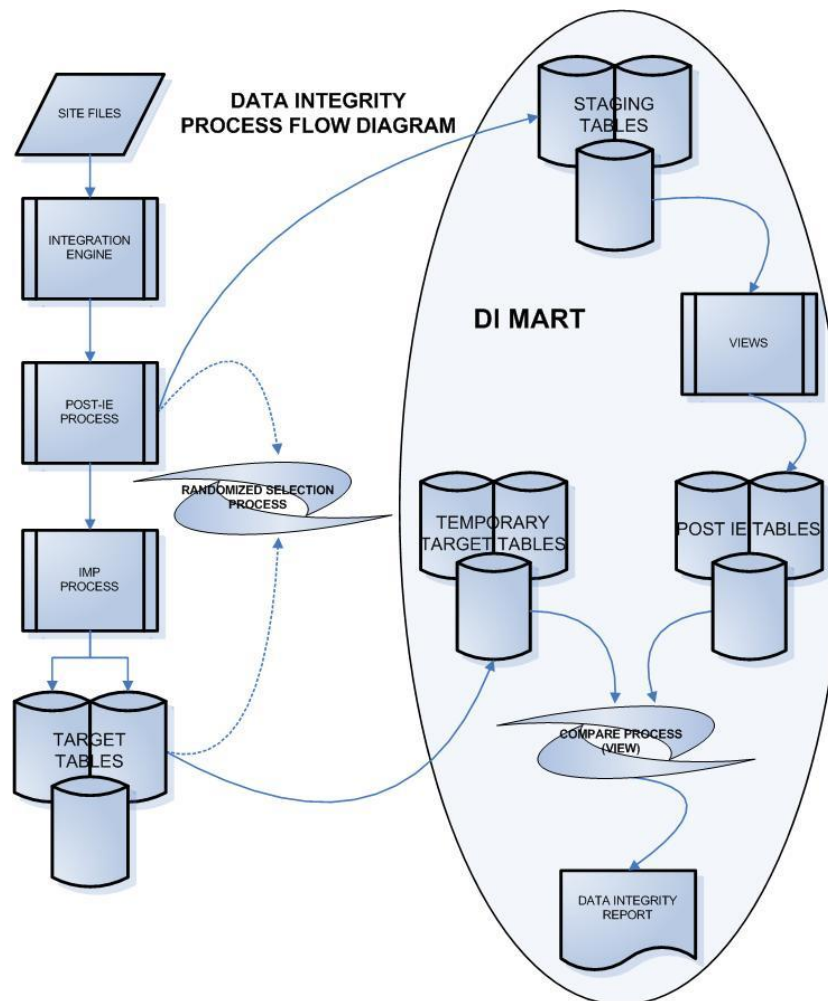 DATA INTEGRITY
PROCESS FLOW DIAGRAM
SITE FILES
INTEGRATION
ENGINE
POST-IE
PROCESS
RANDOMIZED SELECTION
PROCESS
IMP
PROCESS
TARGET
TABLES
STAGING
TABLES
DI MART
VIEWS
TEMPORARY
TARGET TABLES
POST IE TABLES
COMPARE PROCESS
(VIEW)
DATA INTEGRITY
REPORT